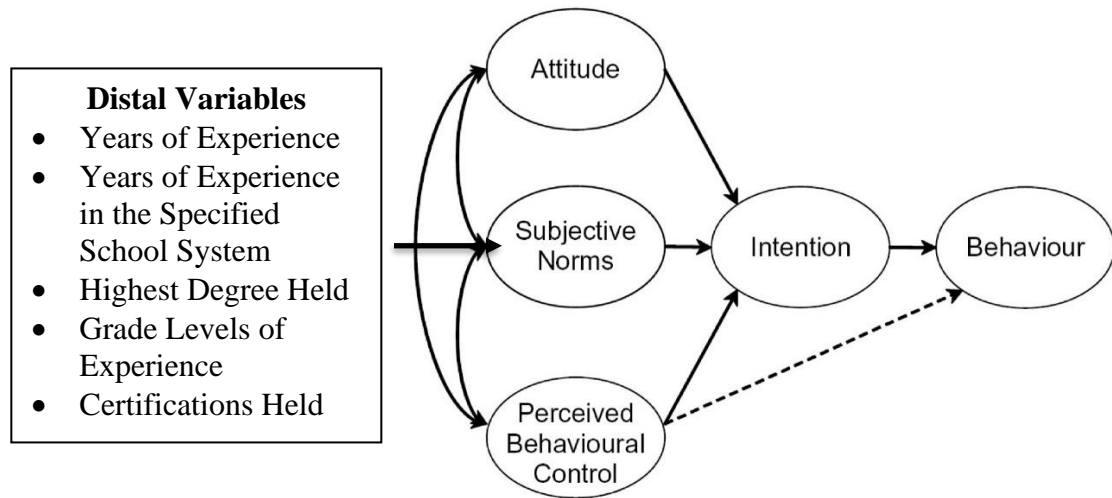 Distal Variables
• Years of Experience
• Years of Experience
in the Specified
School System
• Highest Degree Held
• Grade Levels of
Experience
• Certifications Held
Attitude
Subjective
Norms
Perceived
Behavioural
Control
Intention
Behaviour